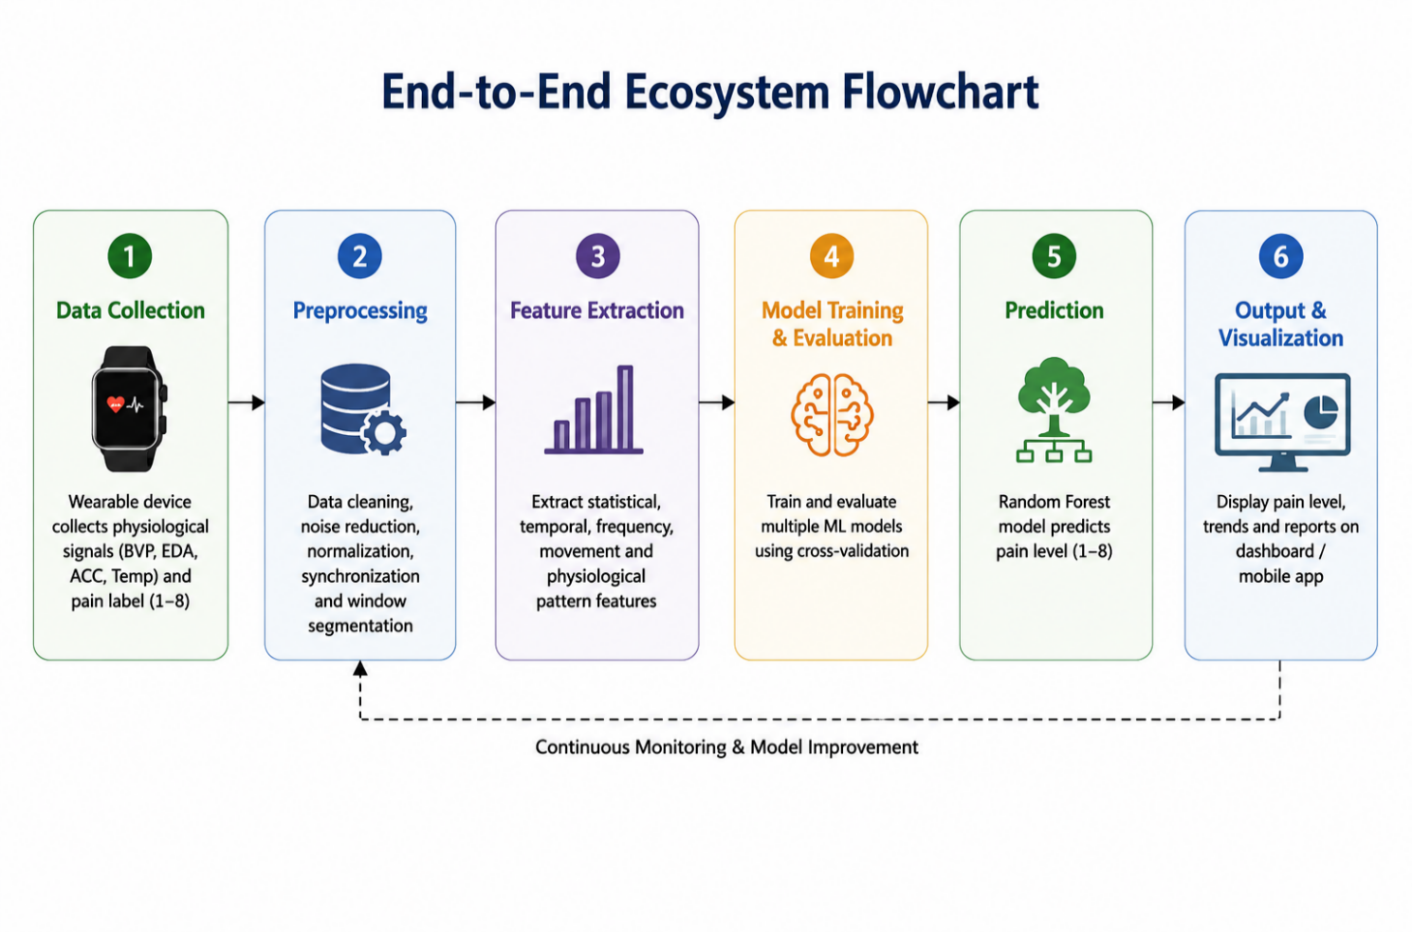 End-to-End Ecosystem Flowchart
1
Data Collection
Wearable device
collects physiological
signals (BVP, EDA,
ACC, Temp) and
pain label (1–8)
2
Preprocessing
Data cleaning,
noise reduction,
normalization,
synchronization
and window
segmentation
3
Feature Extraction
Extract statistical,
temporal, frequency,
movement and
physiological
pattern features
4
Model Training
& Evaluation
Train and evaluate
multiple ML models
using cross-validation
5
Prediction
Random Forest
model predicts
pain level (1–8)
6
Output &
Visualization
Display pain level,
trends and reports on
dashboard /
mobile app
Continuous Monitoring & Model Improvement